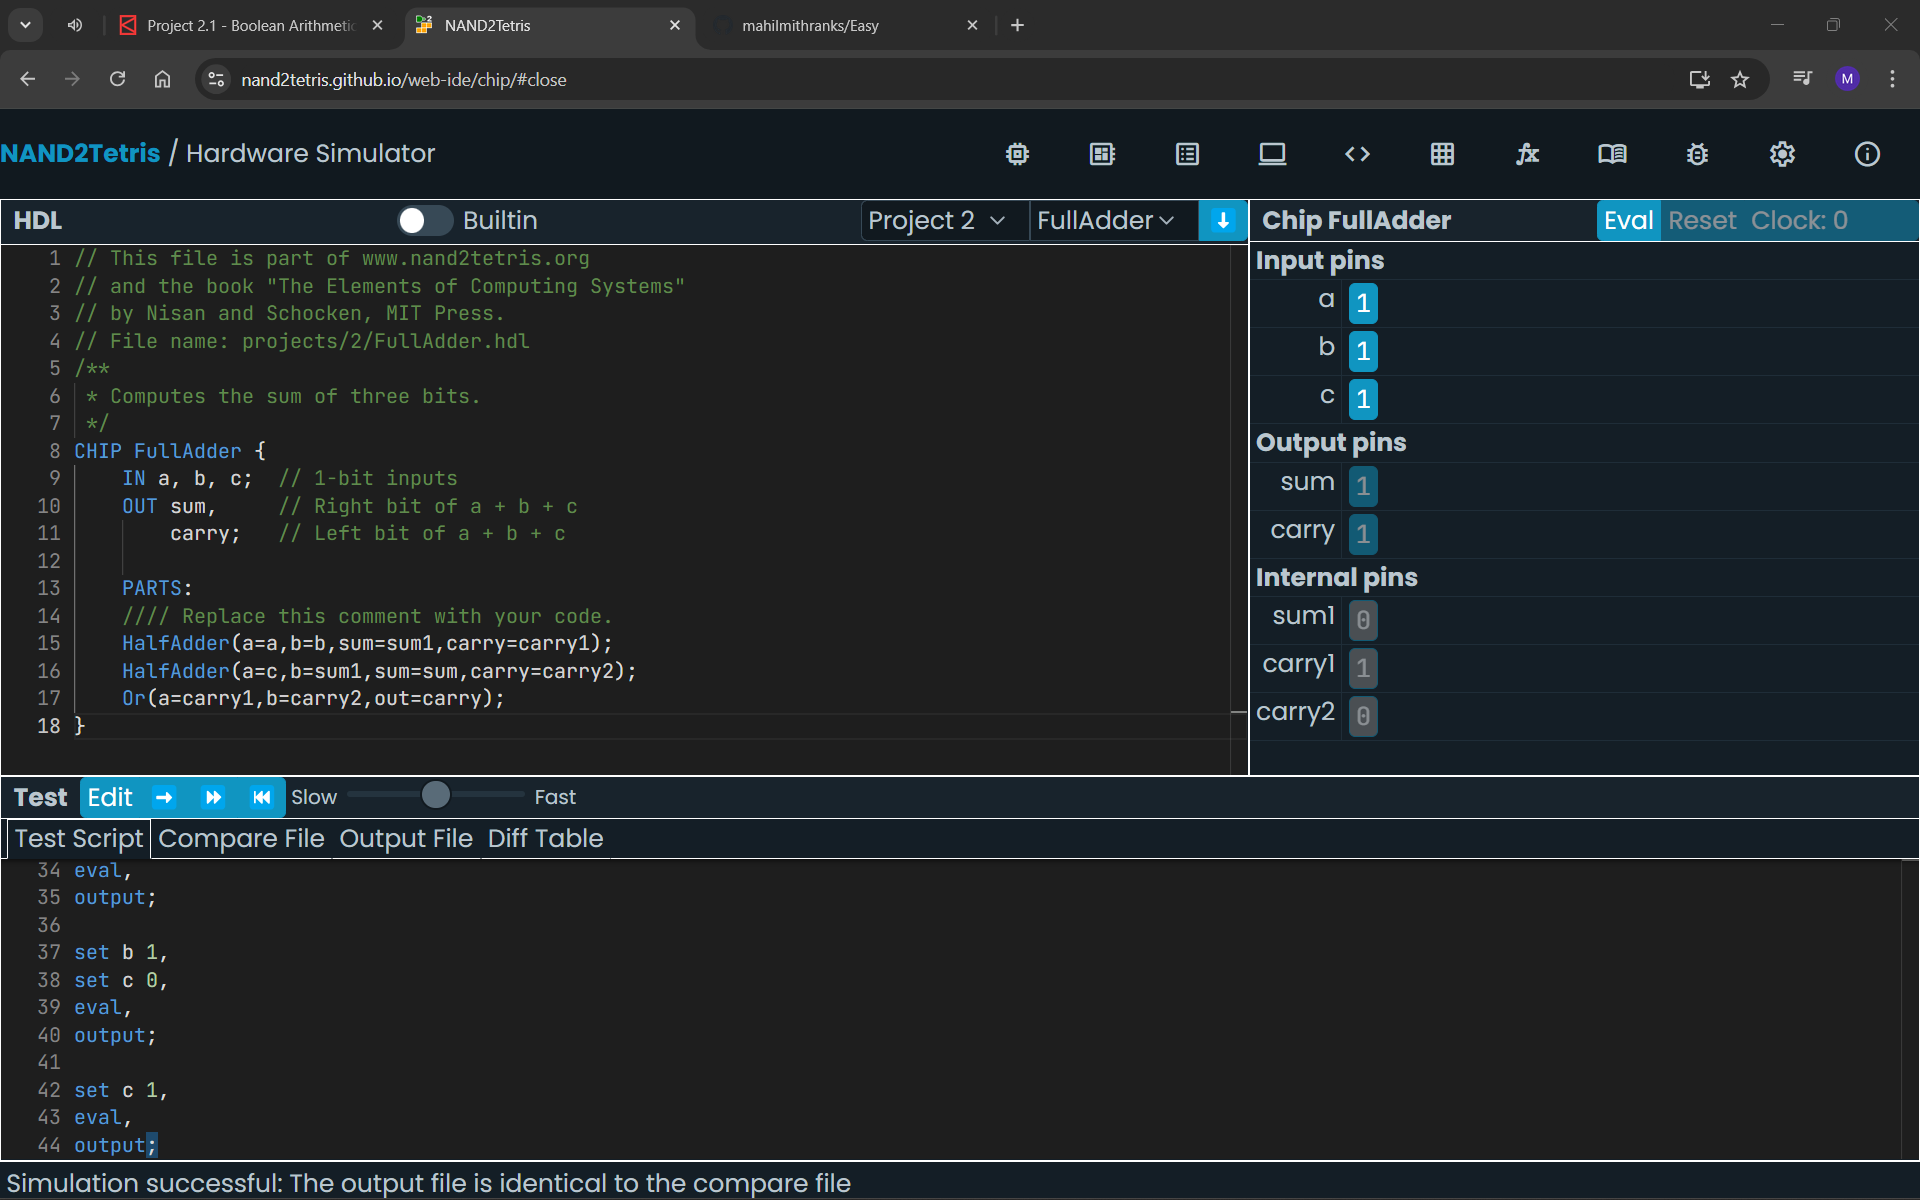 Project 2.1 - Boolean Arithmetic
NAND2Tetris
mahilmithranks/Easy
nand2tetris.github.io/web-ide/chip/#close
M
NAND2Tetris / Hardware Simulator
HDL
Builtin
Project 2
FullAdder
Chip FullAdder
Eval Reset Clock: 0
1 // This file is part of www.nand2tetris.org
2 // and the book "The Elements of Computing Systems"
3 // by Nisan and Schocken, MIT Press.
4 // File name: projects/2/FullAdder.hdl
5 /**
6 * Computes the sum of three bits.
7 */
8 CHIP FullAdder {
9 IN a, b, c; // 1-bit inputs
10 OUT sum, // Right bit of a + b + c
11 carry; // Left bit of a + b + c
12
13 PARTS:
14 //// Replace this comment with your code.
15 HalfAdder(a=a,b=b,sum=sum1,carry=carry1);
16 HalfAdder(a=c,b=sum1,sum=sum,carry=carry2);
17 Or(a=carry1,b=carry2,out=carry);
18 }
Input pins
a 1
b 1
c 1
Output pins
sum 1
carry 1
Internal pins
sum1 0
carry1 1
carry2 0
Test Edit Slow Fast
Test Script Compare File Output File Diff Table
34 eval,
35 output;
36
37 set b 1,
38 set c 0,
39 eval,
40 output;
41
42 set c 1,
43 eval,
44 output;
Simulation successful: The output file is identical to the compare file